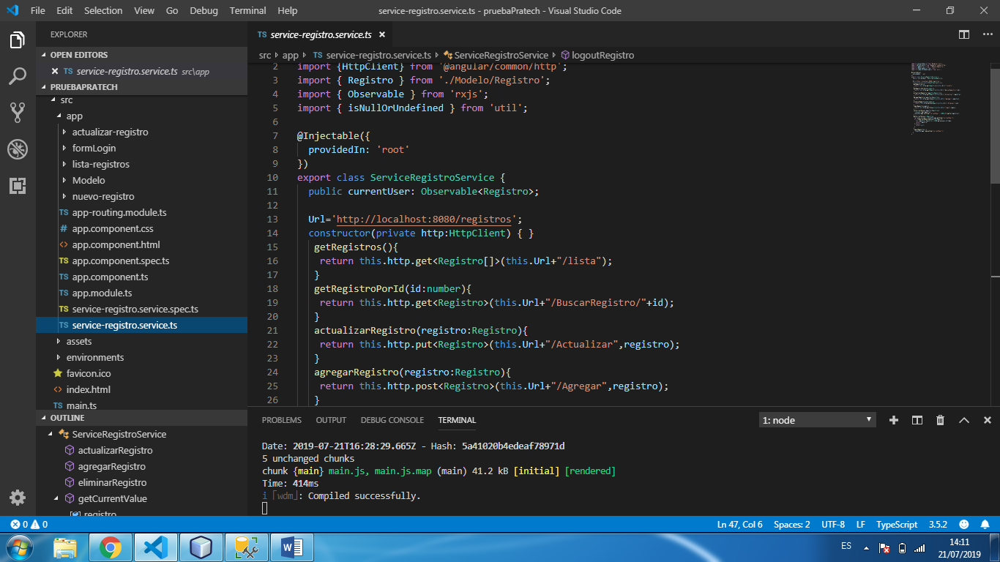 File Edit Selection View Go Debug Terminal Help
service-registro.service.ts - pruebaPratech - Visual Studio Code
EXPLORER
OPEN EDITORS
TS service-registro.service.ts src\app
PRUEBAPRATECH
src
app
actualizar-registro
formLogin
lista-registros
Modelo
nuevo-registro
TS app-routing.module.ts
# app.component.css
<> app.component.html
TS app.component.spec.ts
TS app.component.ts
TS app.module.ts
TS service-registro.service.spec.ts
TS service-registro.service.ts
assets
environments
favicon.ico
<> index.html
TS main.ts
OUTLINE
ServiceRegistroService
actualizarRegistro
agregarRegistro
eliminarRegistro
getCurrentValue
registro
TS service-registro.service.ts
src app TS service-registro.service.ts ServiceRegistroService logoutRegistro
2 import {HttpClient} from '@angular/common/http';
3 import { Registro } from './Modelo/Registro';
4 import { Observable } from 'rxjs';
5 import { isNullOrUndefined } from 'util';
6
7 @Injectable({
8 providedIn: 'root'
9 })
10 export class ServiceRegistroService {
11 public currentUser: Observable<Registro>;
12
13 Url='http://localhost:8080/registros';
14 constructor(private http:HttpClient) { }
15 getRegistros(){
16 return this.http.get<Registro[]>(this.Url+"/lista");
17 }
18 getRegistroPorId(id:number){
19 return this.http.get<Registro>(this.Url+"/BuscarRegistro/"+id);
20 }
21 actualizarRegistro(registro:Registro){
22 return this.http.put<Registro>(this.Url+"/Actualizar",registro);
23 }
24 agregarRegistro(registro:Registro){
25 return this.http.post<Registro>(this.Url+"/Agregar",registro);
26 }
PROBLEMS OUTPUT DEBUG CONSOLE TERMINAL 1: node
Date: 2019-07-21T16:28:29.665Z - Hash: 5a41020b4edeaf78971d
5 unchanged chunks
chunk {main} main.js, main.js.map (main) 41.2 kB [initial] [rendered]
Time: 414ms
i ｢wdm｣: Compiled successfully.
0 0 Ln 47, Col 6 Spaces: 2 UTF-8 LF TypeScript 3.5.2
ES 14:11
21/07/2019